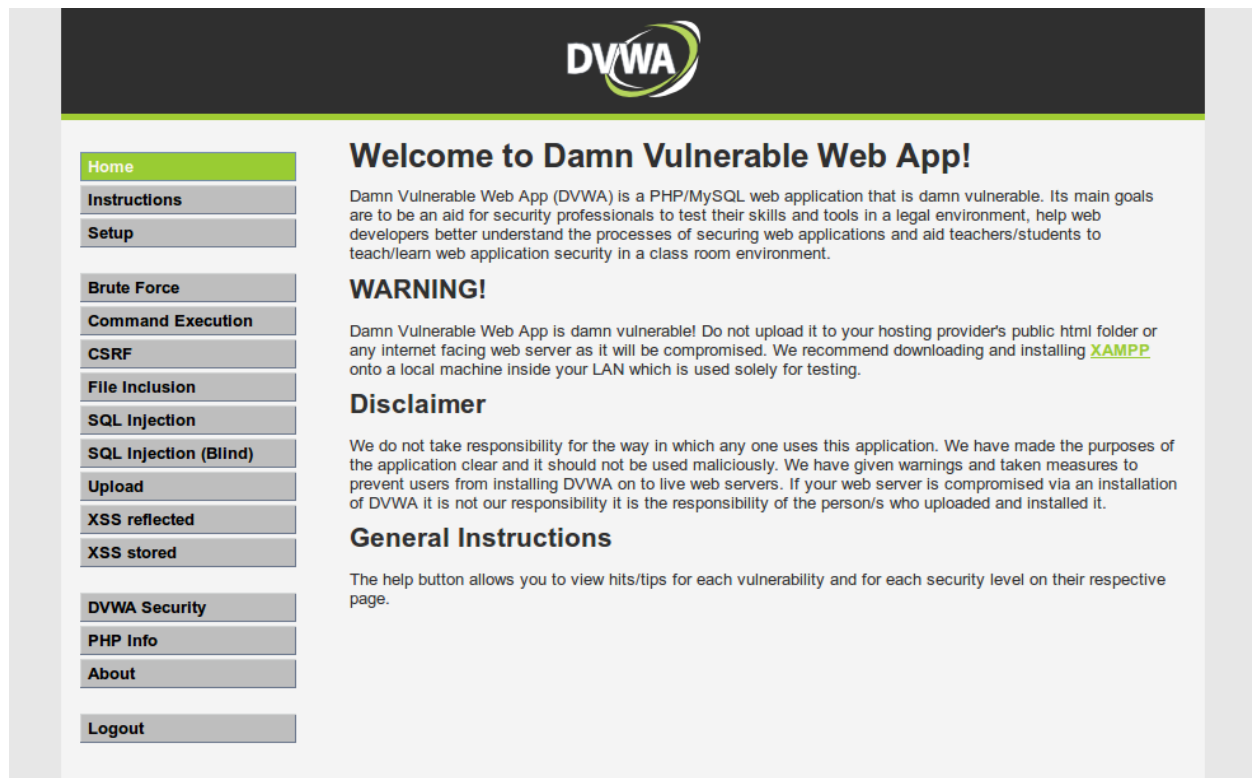 DVWA
Home
Instructions
Setup
Brute Force
Command Execution
CSRF
File Inclusion
SQL Injection
SQL Injection (Blind)
Upload
XSS reflected
XSS stored
DVWA Security
PHP Info
About
Logout
Welcome to Damn Vulnerable Web App!
Damn Vulnerable Web App (DVWA) is a PHP/MySQL web application that is damn vulnerable. Its main goals
are to be an aid for security professionals to test their skills and tools in a legal environment, help web
developers better understand the processes of securing web applications and aid teachers/students to
teach/learn web application security in a class room environment.
WARNING!
Damn Vulnerable Web App is damn vulnerable! Do not upload it to your hosting provider's public html folder or
any internet facing web server as it will be compromised. We recommend downloading and installing XAMPP
onto a local machine inside your LAN which is used solely for testing.
Disclaimer
We do not take responsibility for the way in which any one uses this application. We have made the purposes of
the application clear and it should not be used maliciously. We have given warnings and taken measures to
prevent users from installing DVWA on to live web servers. If your web server is compromised via an installation
of DVWA it is not our responsibility it is the responsibility of the person/s who uploaded and installed it.
General Instructions
The help button allows you to view hits/tips for each vulnerability and for each security level on their respective
page.